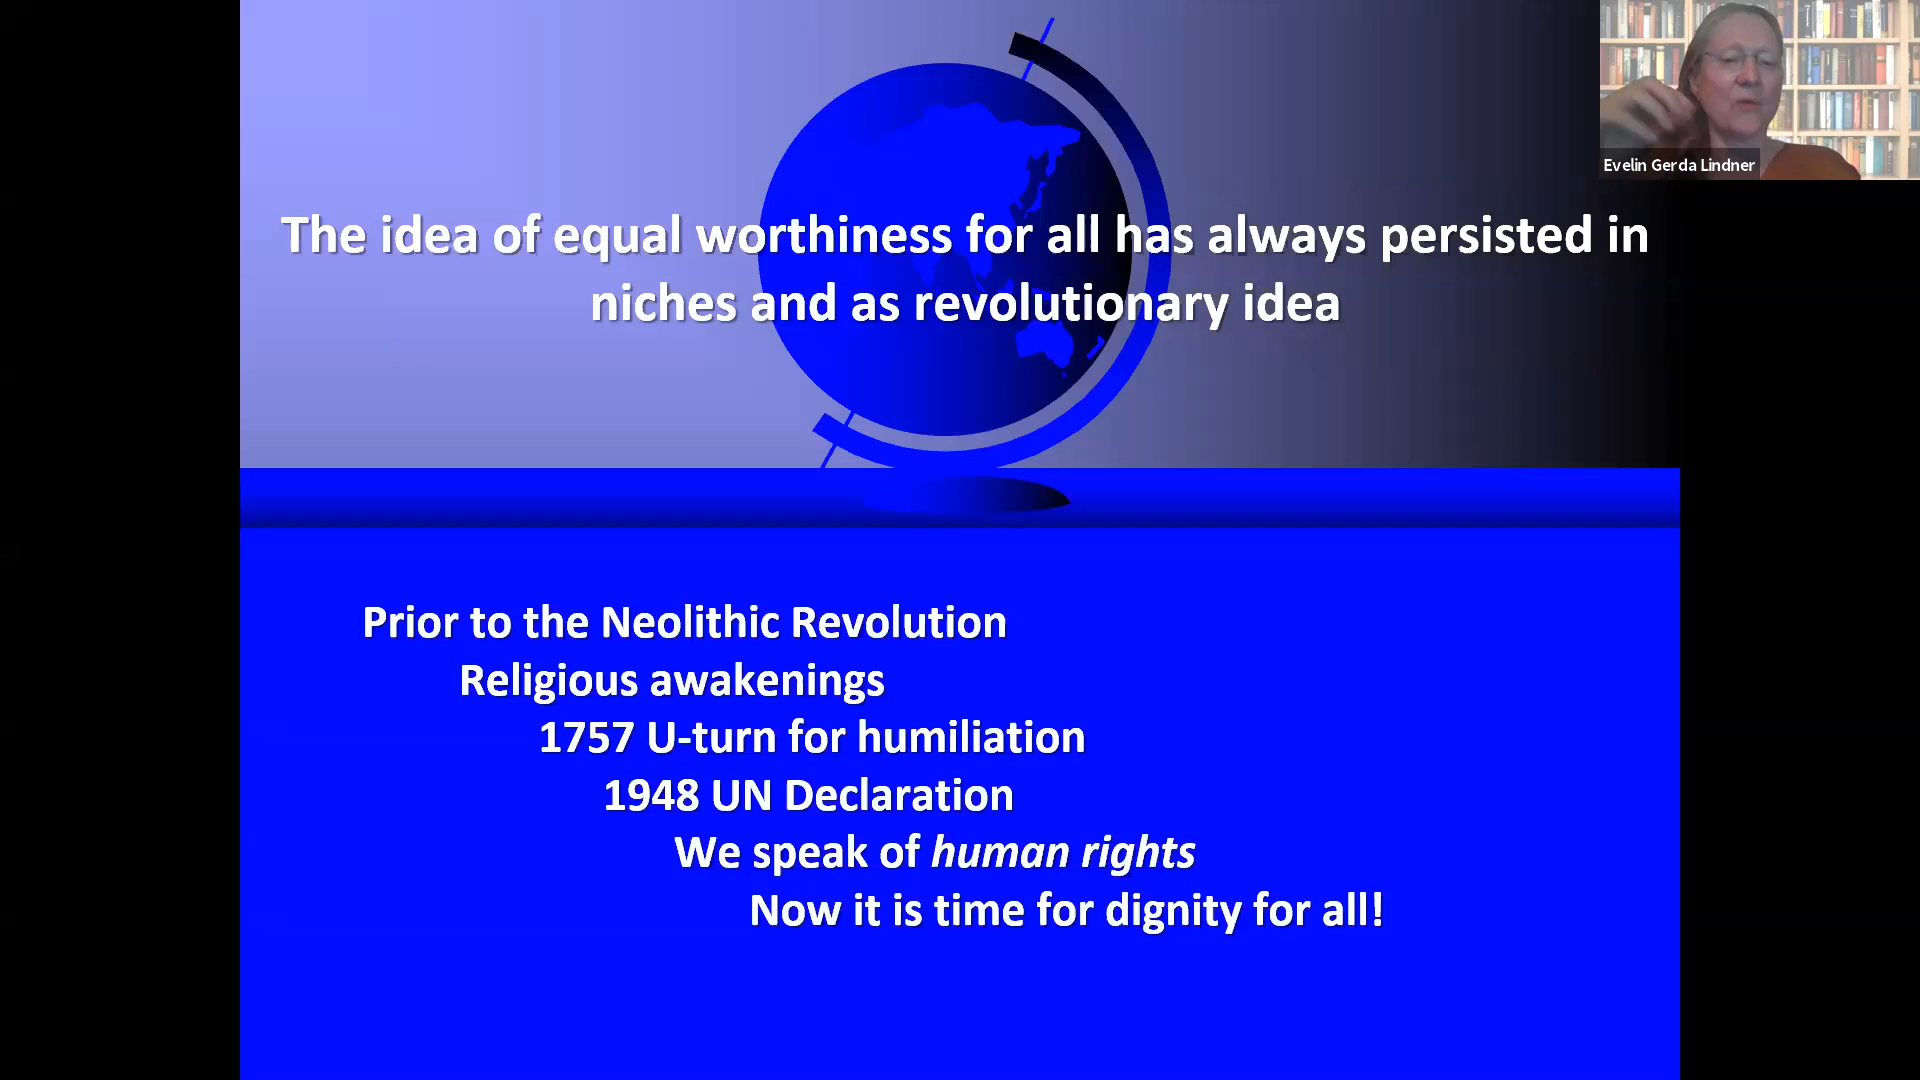 The idea of equal worthiness for all has always persisted in
niches and as revolutionary idea
Evelin Gerda Lindner
Prior to the Neolithic Revolution
Religious awakenings
1757 U-turn for humiliation
1948 UN Declaration
We speak of human rights
Now it is time for dignity for all!